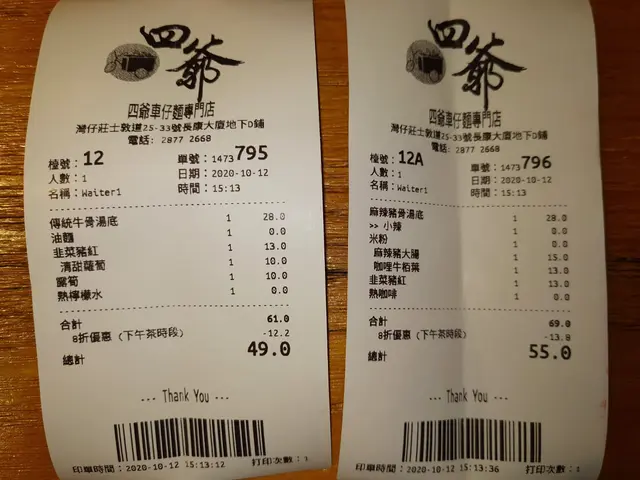 四爺
四爺車仔麵專門店
灣仔莊士敦道25-33號長康大廈地下D鋪
電話: 2877 2668
檯號：12 單號：1473795
人數：1 日期：2020-10-12
名稱：Waiter1 時間：15:13
傳統牛骨湯底 1 28.0
油麵 1 0.0
韭菜豬紅 1 13.0
清甜蘿蔔 1 10.0
露筍 1 10.0
熱檸檬水 1 0.0
合計 61.0
8折優惠 (下午茶時段) -12.2
總計 49.0
--- Thank You ---
印單時間：2020-10-12 15:13:12 打印次數：1
四爺
四爺車仔麵專門店
灣仔莊士敦道25-33號長康大廈地下D鋪
電話: 2877 2668
檯號：12A 單號：1473796
人數：1 日期：2020-10-12
名稱：Waiter1 時間：15:13
麻辣豬骨湯底 1 28.0
>> 小辣 1 0.0
米粉 1 0.0
麻辣豬大腸 1 15.0
咖哩牛栢葉 1 13.0
韭菜豬紅 1 13.0
熱咖啡 1 0.0
合計 69.0
8折優惠 (下午茶時段) -13.8
總計 55.0
--- Thank You ---
印單時間：2020-10-12 15:13:36 打印次數：1